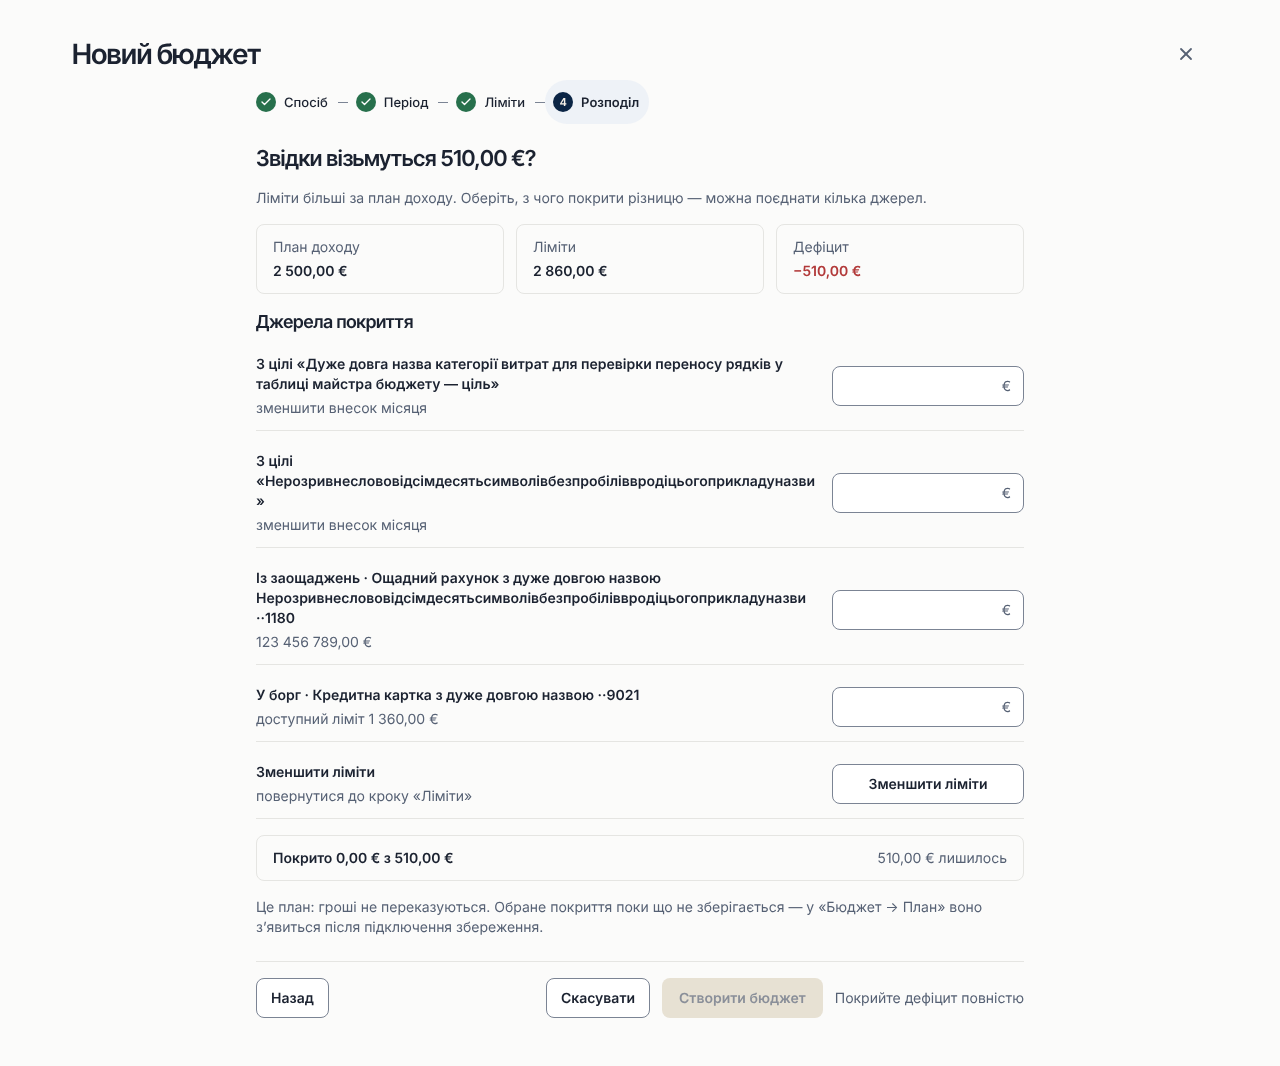 Новий бюджет
Спосіб — Період — Ліміти — 4 Розподіл
Звідки візьмуться 510,00 €?
Ліміти більші за план доходу. Оберіть, з чого покрити різницю — можна поєднати кілька джерел.
План доходу
2 500,00 €
Ліміти
2 860,00 €
Дефіцит
−510,00 €
Джерела покриття
З цілі «Дуже довга назва категорії витрат для перевірки переносу рядків у
таблиці майстра бюджету — ціль»
зменшити внесок місяця
€
З цілі
«Нерозривнеслововідсімдесятьсимволівбезпробіліввродіцьогоприкладуназви
»
зменшити внесок місяця
€
Із заощаджень · Ощадний рахунок з дуже довгою назвою
Нерозривнеслововідсімдесятьсимволівбезпробіліввродіцьогоприкладуназви
··1180
123 456 789,00 €
€
У борг · Кредитна картка з дуже довгою назвою ··9021
доступний ліміт 1 360,00 €
€
Зменшити ліміти
повернутися до кроку «Ліміти»
Зменшити ліміти
Покрито 0,00 € з 510,00 €
510,00 € лишилось
Це план: гроші не переказуються. Обране покриття поки що не зберігається — у «Бюджет → План» воно
зʼявиться після підключення збереження.
Назад
Скасувати
Створити бюджет
Покрийте дефіцит повністю